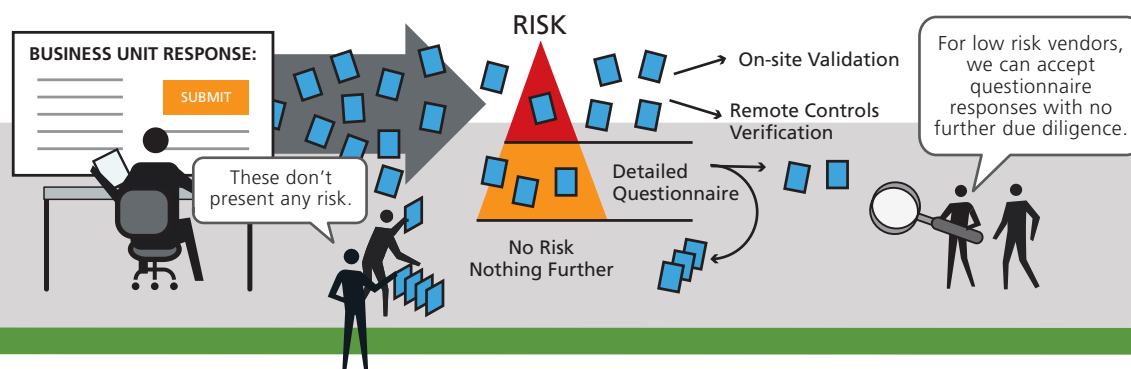 BUSINESS UNIT RESPONSE:
SUBMIT
These don’t
present any risk.
RISK
On-site Validation
Remote Controls
Verification
Detailed
Questionnaire
No Risk
Nothing Further
For low risk vendors,
we can accept
questionnaire
responses with no
further due diligence.